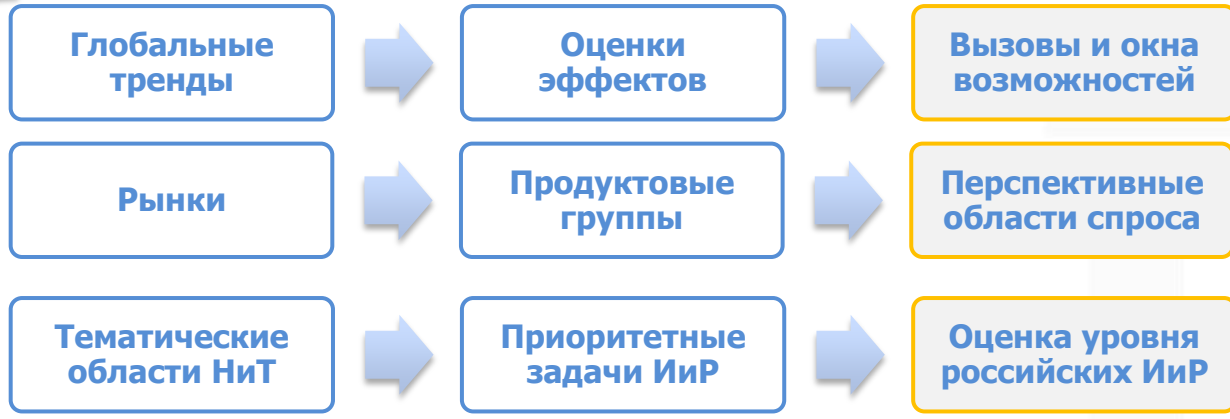 Глобальные
тренды
Оценки
эффектов
Вызовы и окна
возможностей
Рынки
Продуктовые
группы
Перспективные
области спроса
Тематические
области НиТ
Приоритетные
задачи ИиР
Оценка уровня
российских ИиР